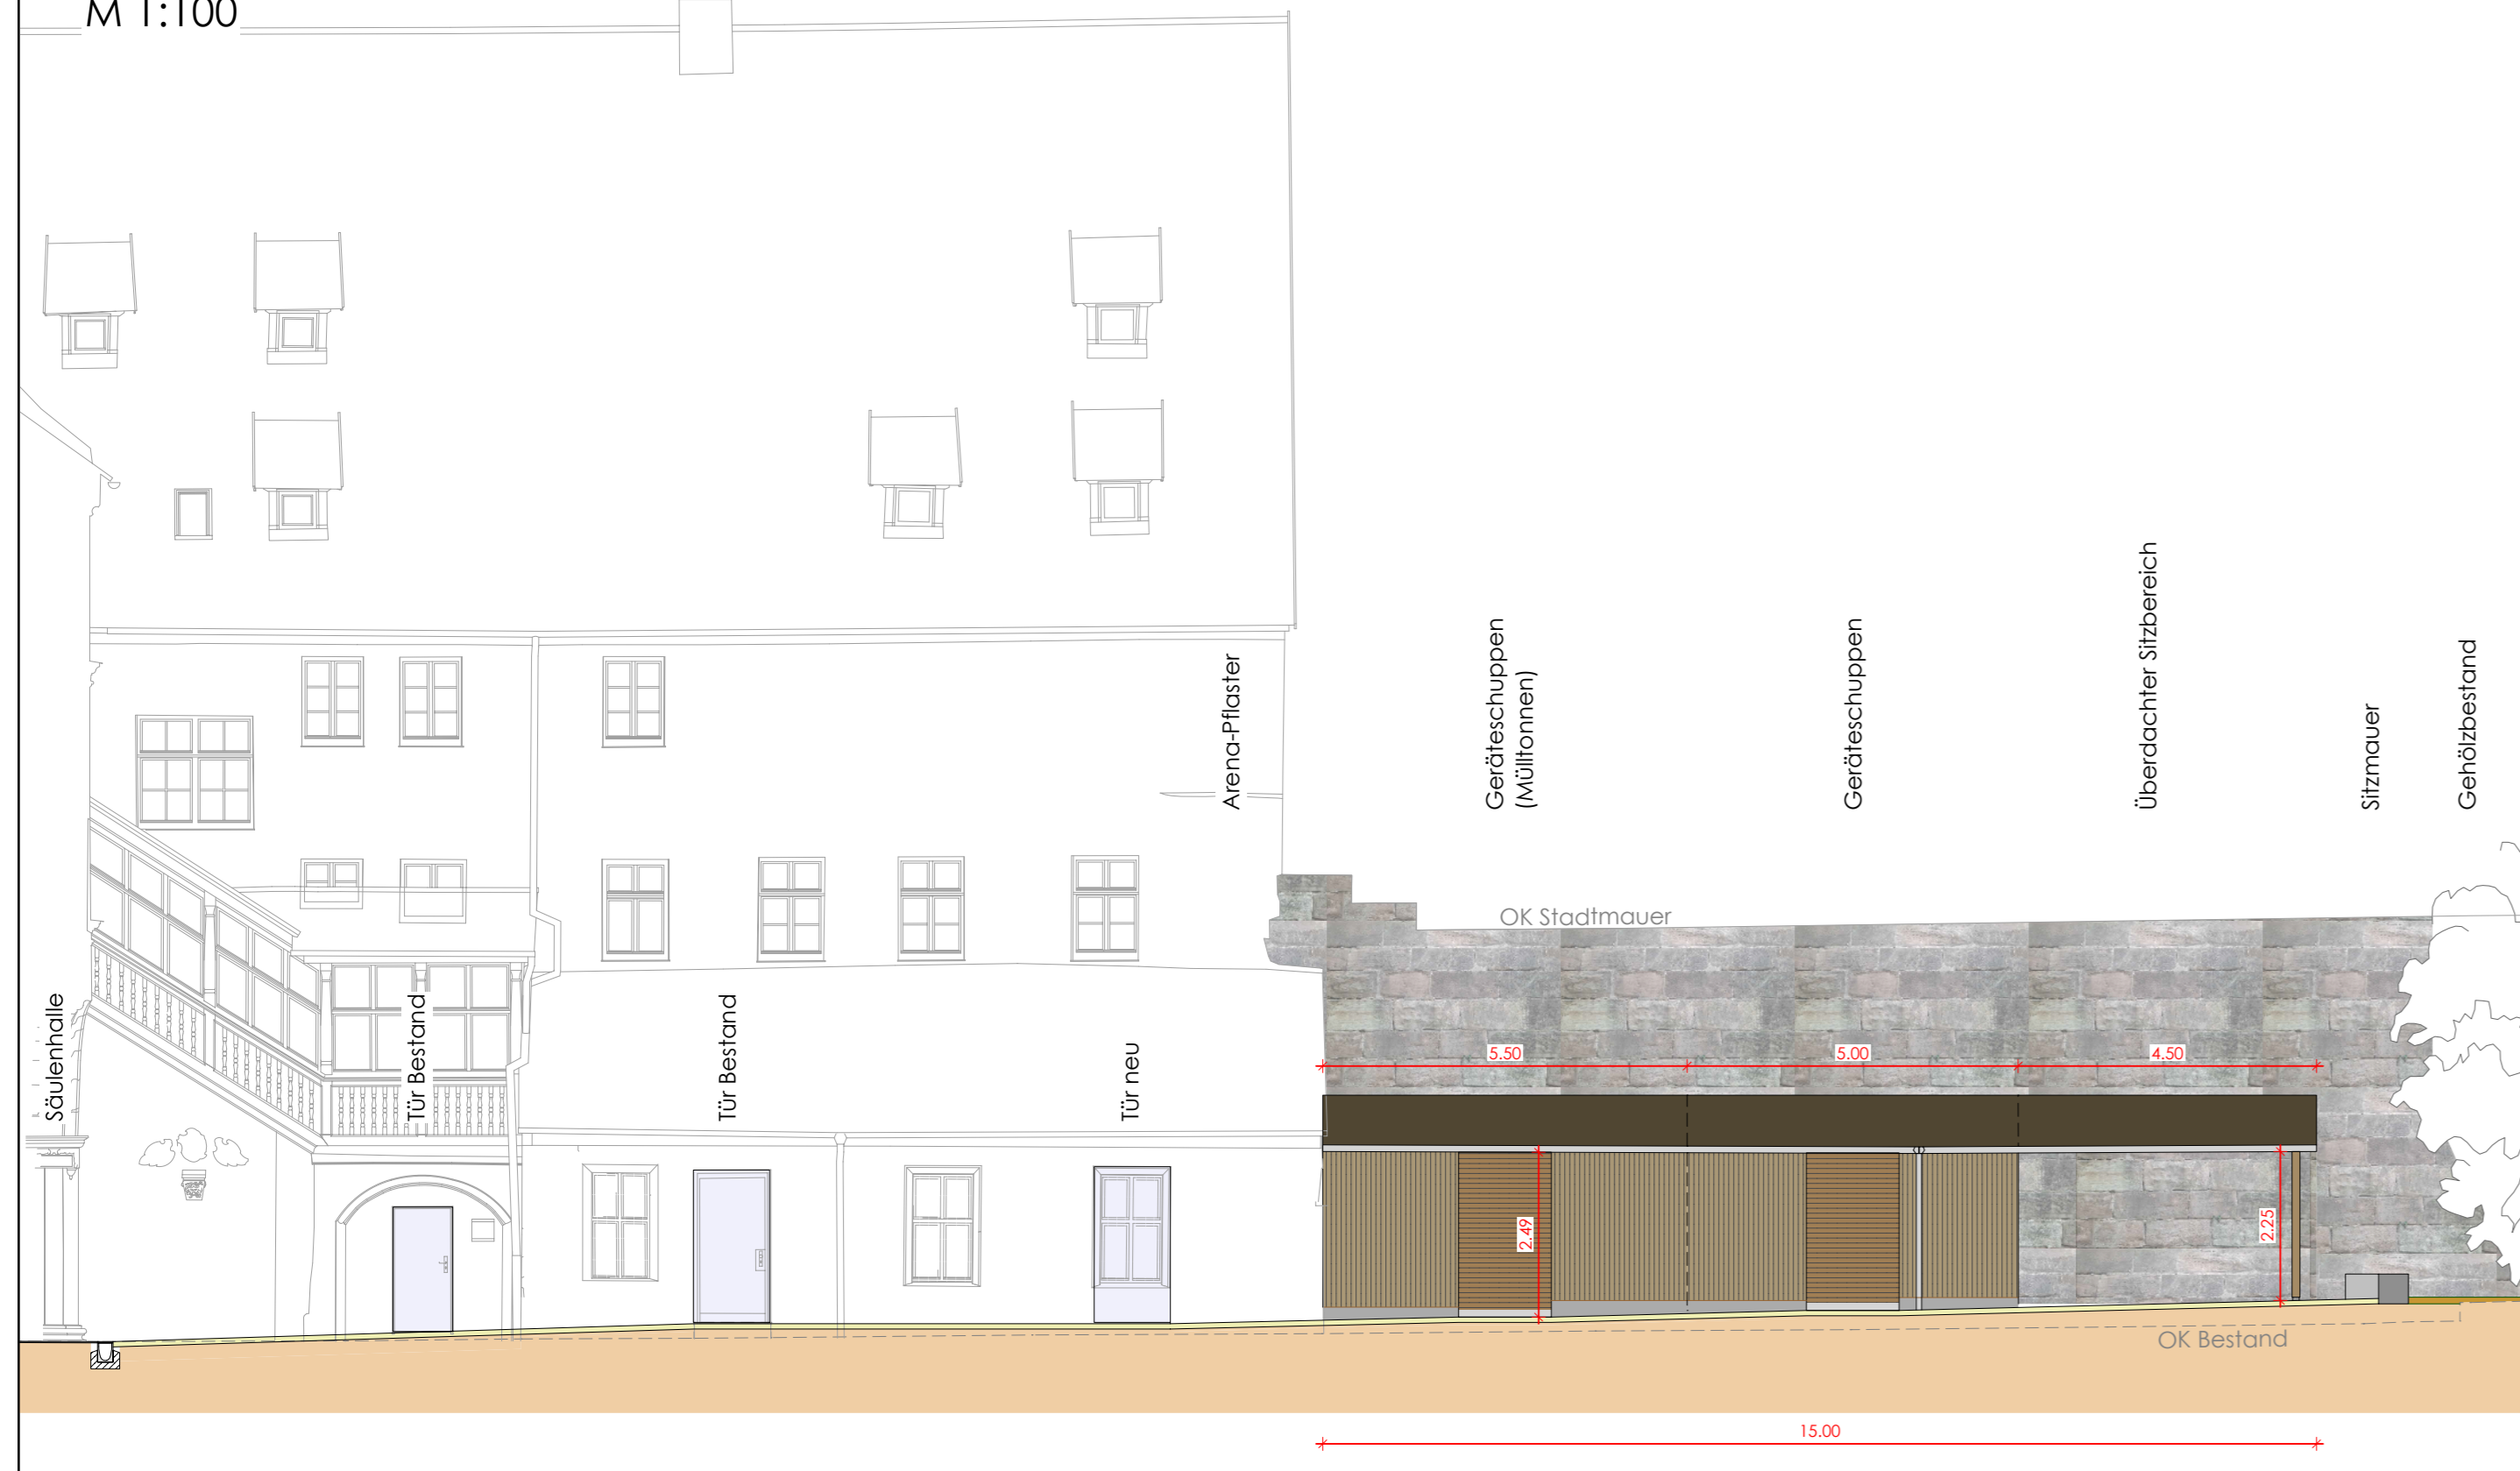 M 1:100
Säulenhalle
Tür Bestand
Tür Bestand
Tür neu
Arena-Pflaster
Geräteschuppen
(Mülltonnen)
Geräteschuppen
Überdachter Sitzbereich
Sitzmauer
Gehölzbestand
OK Stadtmauer
5.50
5.00
4.50
2.49
2.25
OK Bestand
15.00